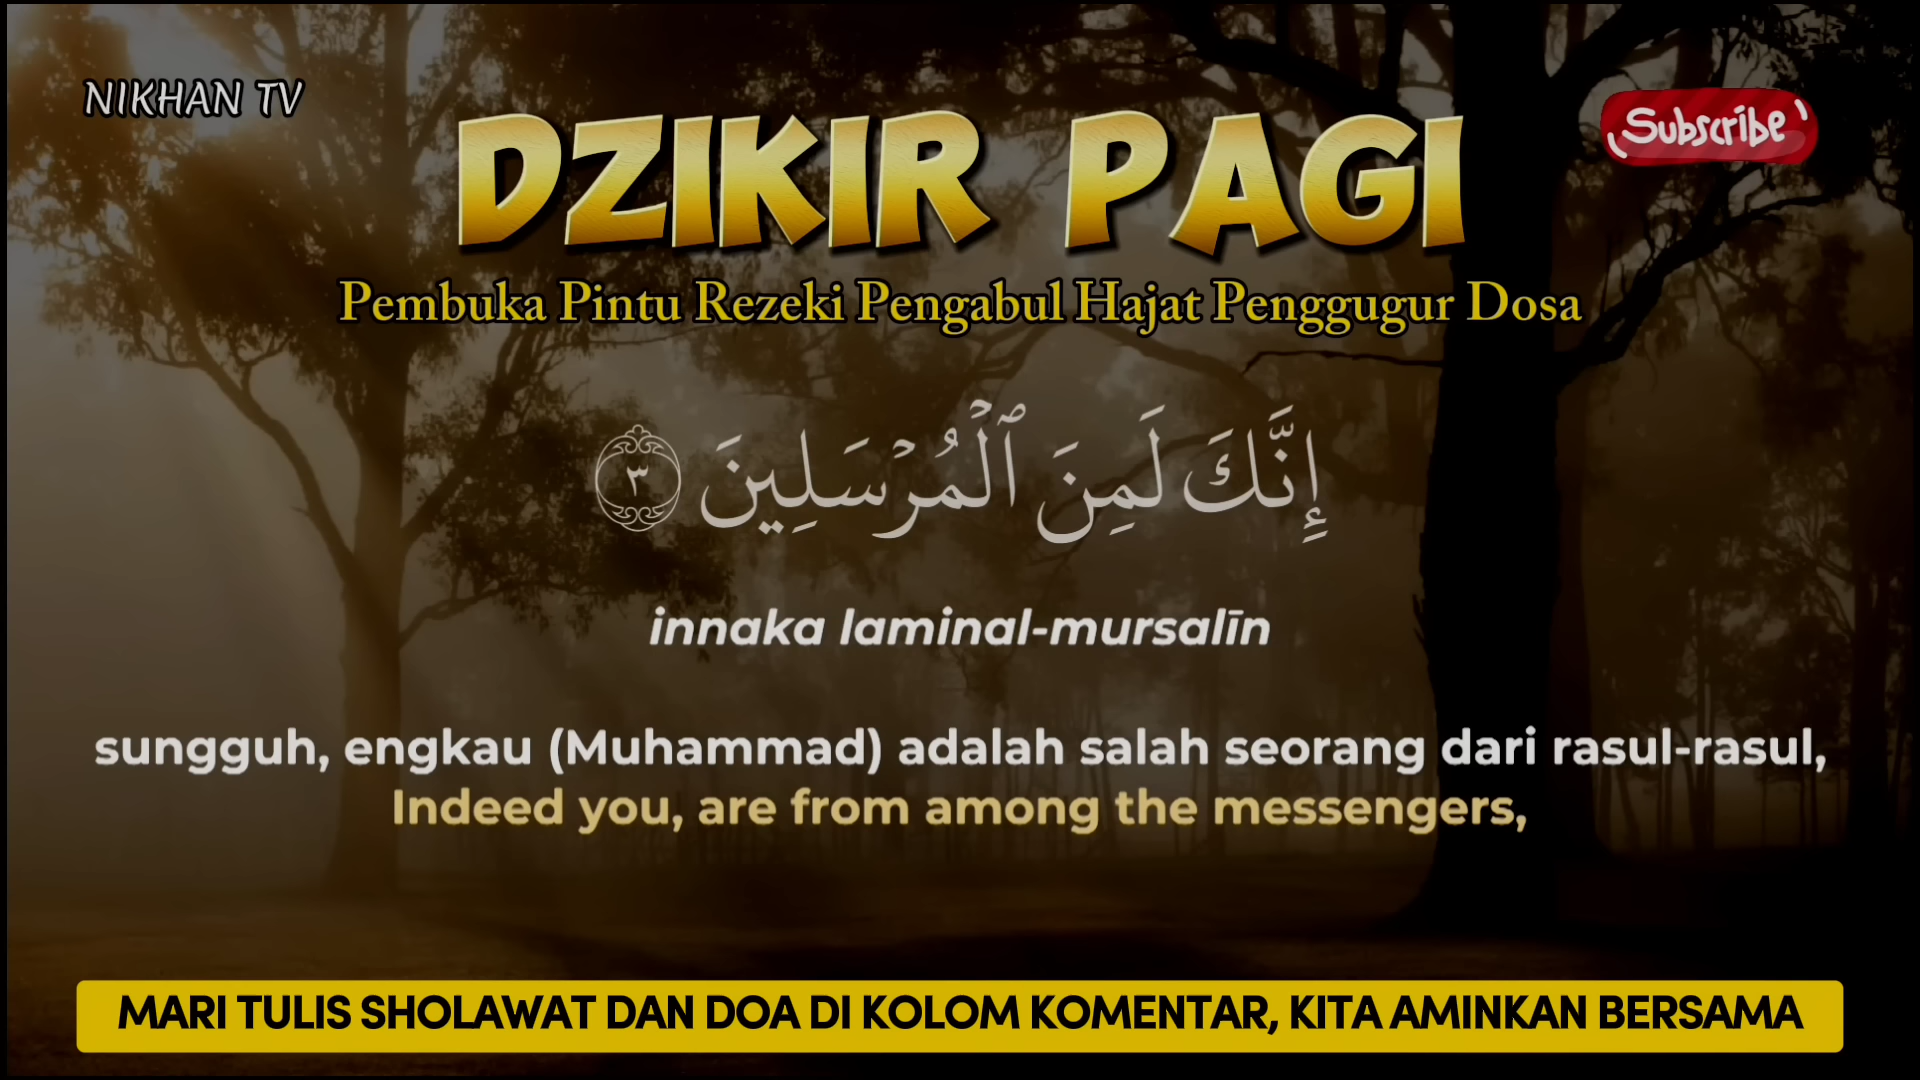 NIKHAN TV
Subscribe
DZIKIR PAGI
Pembuka Pintu Rezeki Pengabul Hajat Penggugur Dosa
إِنَّكَ لَمِنَ ٱلْمُرْسَلِينَ ٣
innaka laminal-mursalīn
sungguh, engkau (Muhammad) adalah salah seorang dari rasul-rasul,
Indeed you, are from among the messengers,
MARI TULIS SHOLAWAT DAN DOA DI KOLOM KOMENTAR, KITA AMINKAN BERSAMA